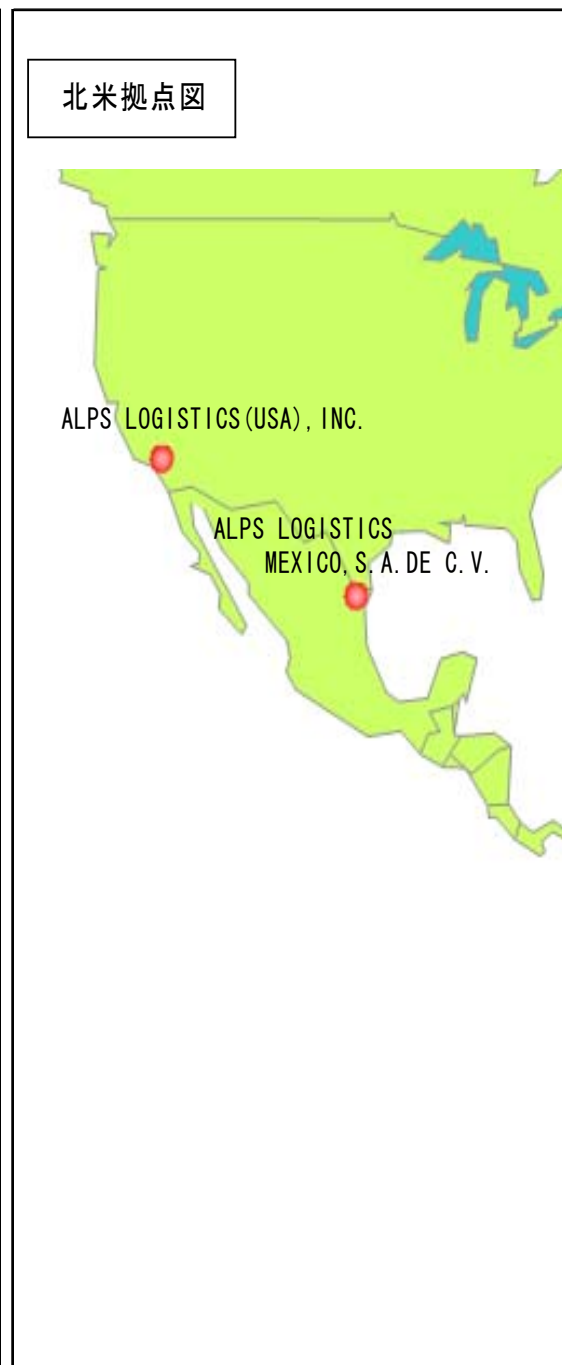 北米拠点図
ALPS LOGISTICS(USA), INC.
ALPS LOGISTICS
MEXICO, S.A. DE C.V.